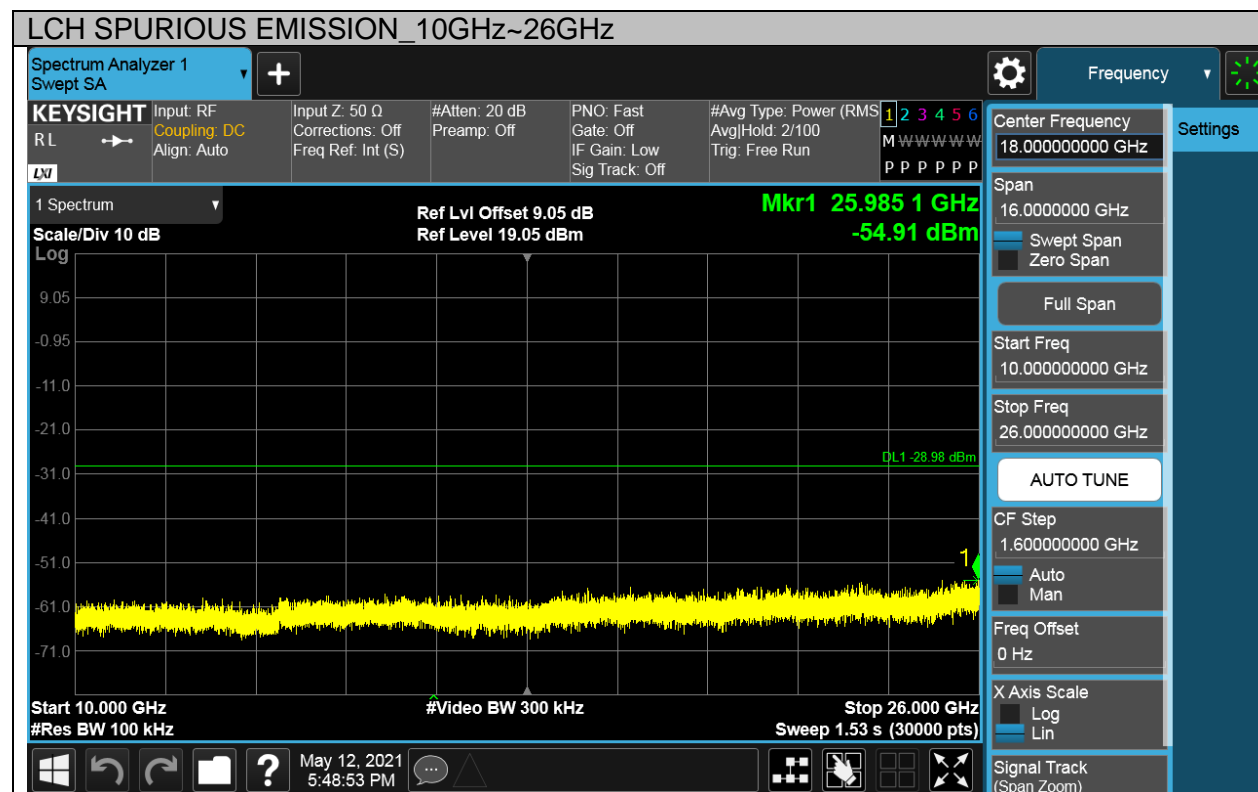 LCH SPURIOUS EMISSION_10GHz~26GHz
Spectrum Analyzer 1
Swept SA
Frequency
KEYSIGHT
R L
LXI
Input: RF
Coupling: DC
Align: Auto
Input Z: 50 Ω
Corrections: Off
Freq Ref: Int (S)
#Atten: 20 dB
Preamp: Off
PNO: Fast
Gate: Off
IF Gain: Low
Sig Track: Off
#Avg Type: Power (RMS
Avg|Hold: 2/100
Trig: Free Run
1 2 3 4 5 6
M W W W W W
P P P P P P
Center Frequency
18.000000000 GHz
Settings
1 Spectrum
Scale/Div 10 dB
Ref Lvl Offset 9.05 dB
Ref Level 19.05 dBm
Mkr1 25.985 1 GHz
-54.91 dBm
Log
9.05
-0.95
-11.0
-21.0
-31.0
-41.0
-51.0
-61.0
-71.0
DL1 -28.98 dBm
1
Start 10.000 GHz
#Res BW 100 kHz
#Video BW 300 kHz
Stop 26.000 GHz
Sweep 1.53 s (30000 pts)
Span
16.0000000 GHz
Swept Span
Zero Span
Full Span
Start Freq
10.000000000 GHz
Stop Freq
26.000000000 GHz
AUTO TUNE
CF Step
1.600000000 GHz
Auto
Man
Freq Offset
0 Hz
X Axis Scale
Log
Lin
Signal Track
(Span Zoom)
?
May 12, 2021
5:48:53 PM